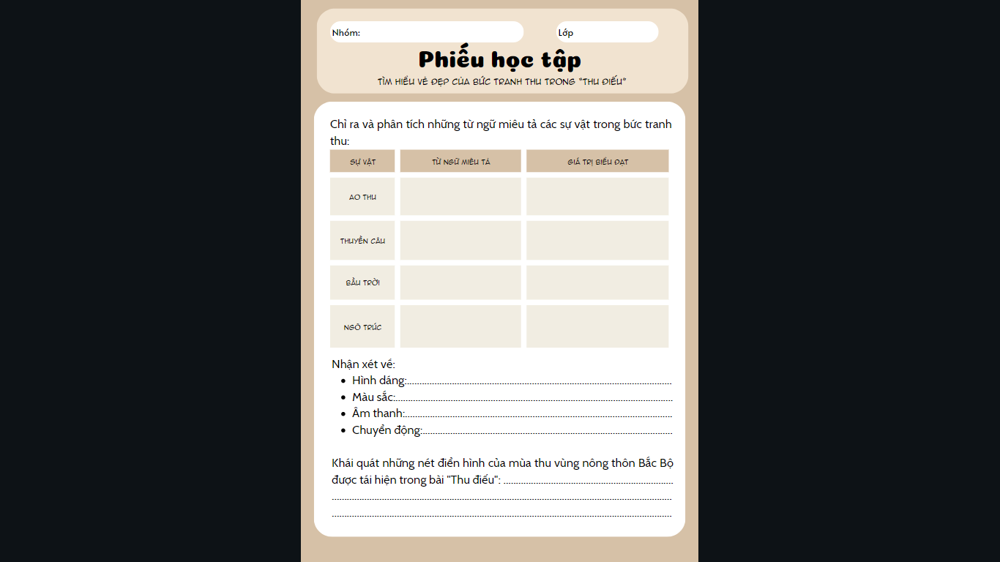 Nhóm:
Lớp
Phiếu học tập
TÌM HIỂU VẺ ĐẸP CỦA BỨC TRANH THU TRONG “THU ĐIẾU”
Chỉ ra và phân tích những từ ngữ miêu tả các sự vật trong bức tranh
thu:
SỰ VẬT
TỪ NGỮ MIÊU TẢ
GIÁ TRỊ BIỂU ĐẠT
AO THU
THUYỀN CÂU
BẦU TRỜI
NGÕ TRÚC
Nhận xét về:
• Hình dáng:....................................................................................................
• Màu sắc:....................................................................................................
• Âm thanh:....................................................................................................
• Chuyển động:....................................................................................................
Khái quát những nét điển hình của mùa thu vùng nông thôn Bắc Bộ
được tái hiện trong bài "Thu điếu": ..................................................................
....................................................................................................
....................................................................................................